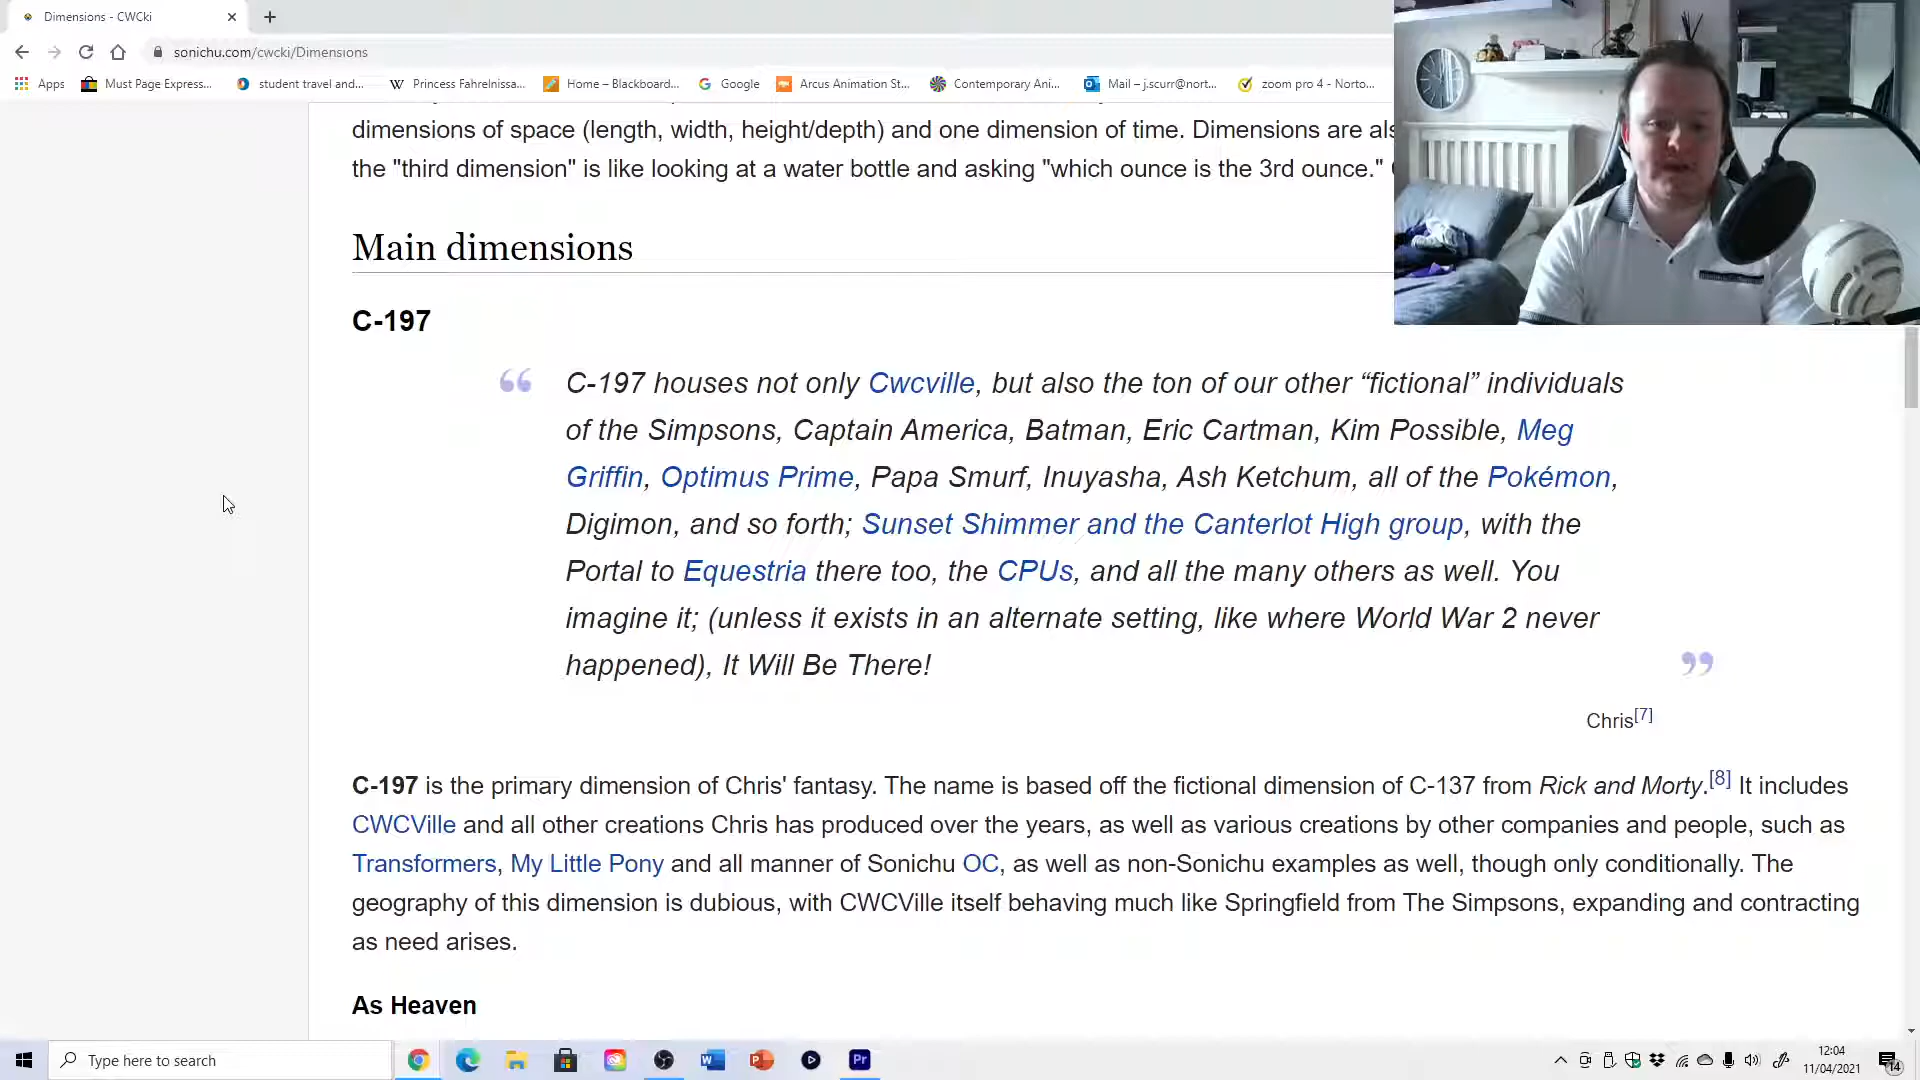 Dimensions - CWCki
sonichu.com/cwcki/Dimensions
Apps Must Page Express... student travel and... Princess Fahrelnissa... Home – Blackboard... Google Arcus Animation St... Contemporary Ani... Mail – j.scurr@nort... zoom pro 4 - Norto...
dimensions of space (length, width, height/depth) and one dimension of time. Dimensions are als
the "third dimension" is like looking at a water bottle and asking "which ounce is the 3rd ounce."
Main dimensions
C-197
“ C-197 houses not only Cwcville, but also the ton of our other “fictional” individuals
of the Simpsons, Captain America, Batman, Eric Cartman, Kim Possible, Meg
Griffin, Optimus Prime, Papa Smurf, Inuyasha, Ash Ketchum, all of the Pokémon,
Digimon, and so forth; Sunset Shimmer and the Canterlot High group, with the
Portal to Equestria there too, the CPUs, and all the many others as well. You
imagine it; (unless it exists in an alternate setting, like where World War 2 never
happened), It Will Be There! ”
Chris[7]
C-197 is the primary dimension of Chris' fantasy. The name is based off the fictional dimension of C-137 from Rick and Morty.[8] It includes
CWCVille and all other creations Chris has produced over the years, as well as various creations by other companies and people, such as
Transformers, My Little Pony and all manner of Sonichu OC, as well as non-Sonichu examples as well, though only conditionally. The
geography of this dimension is dubious, with CWCVille itself behaving much like Springfield from The Simpsons, expanding and contracting
as need arises.
As Heaven
Type here to search
12:04
11/04/2021
14